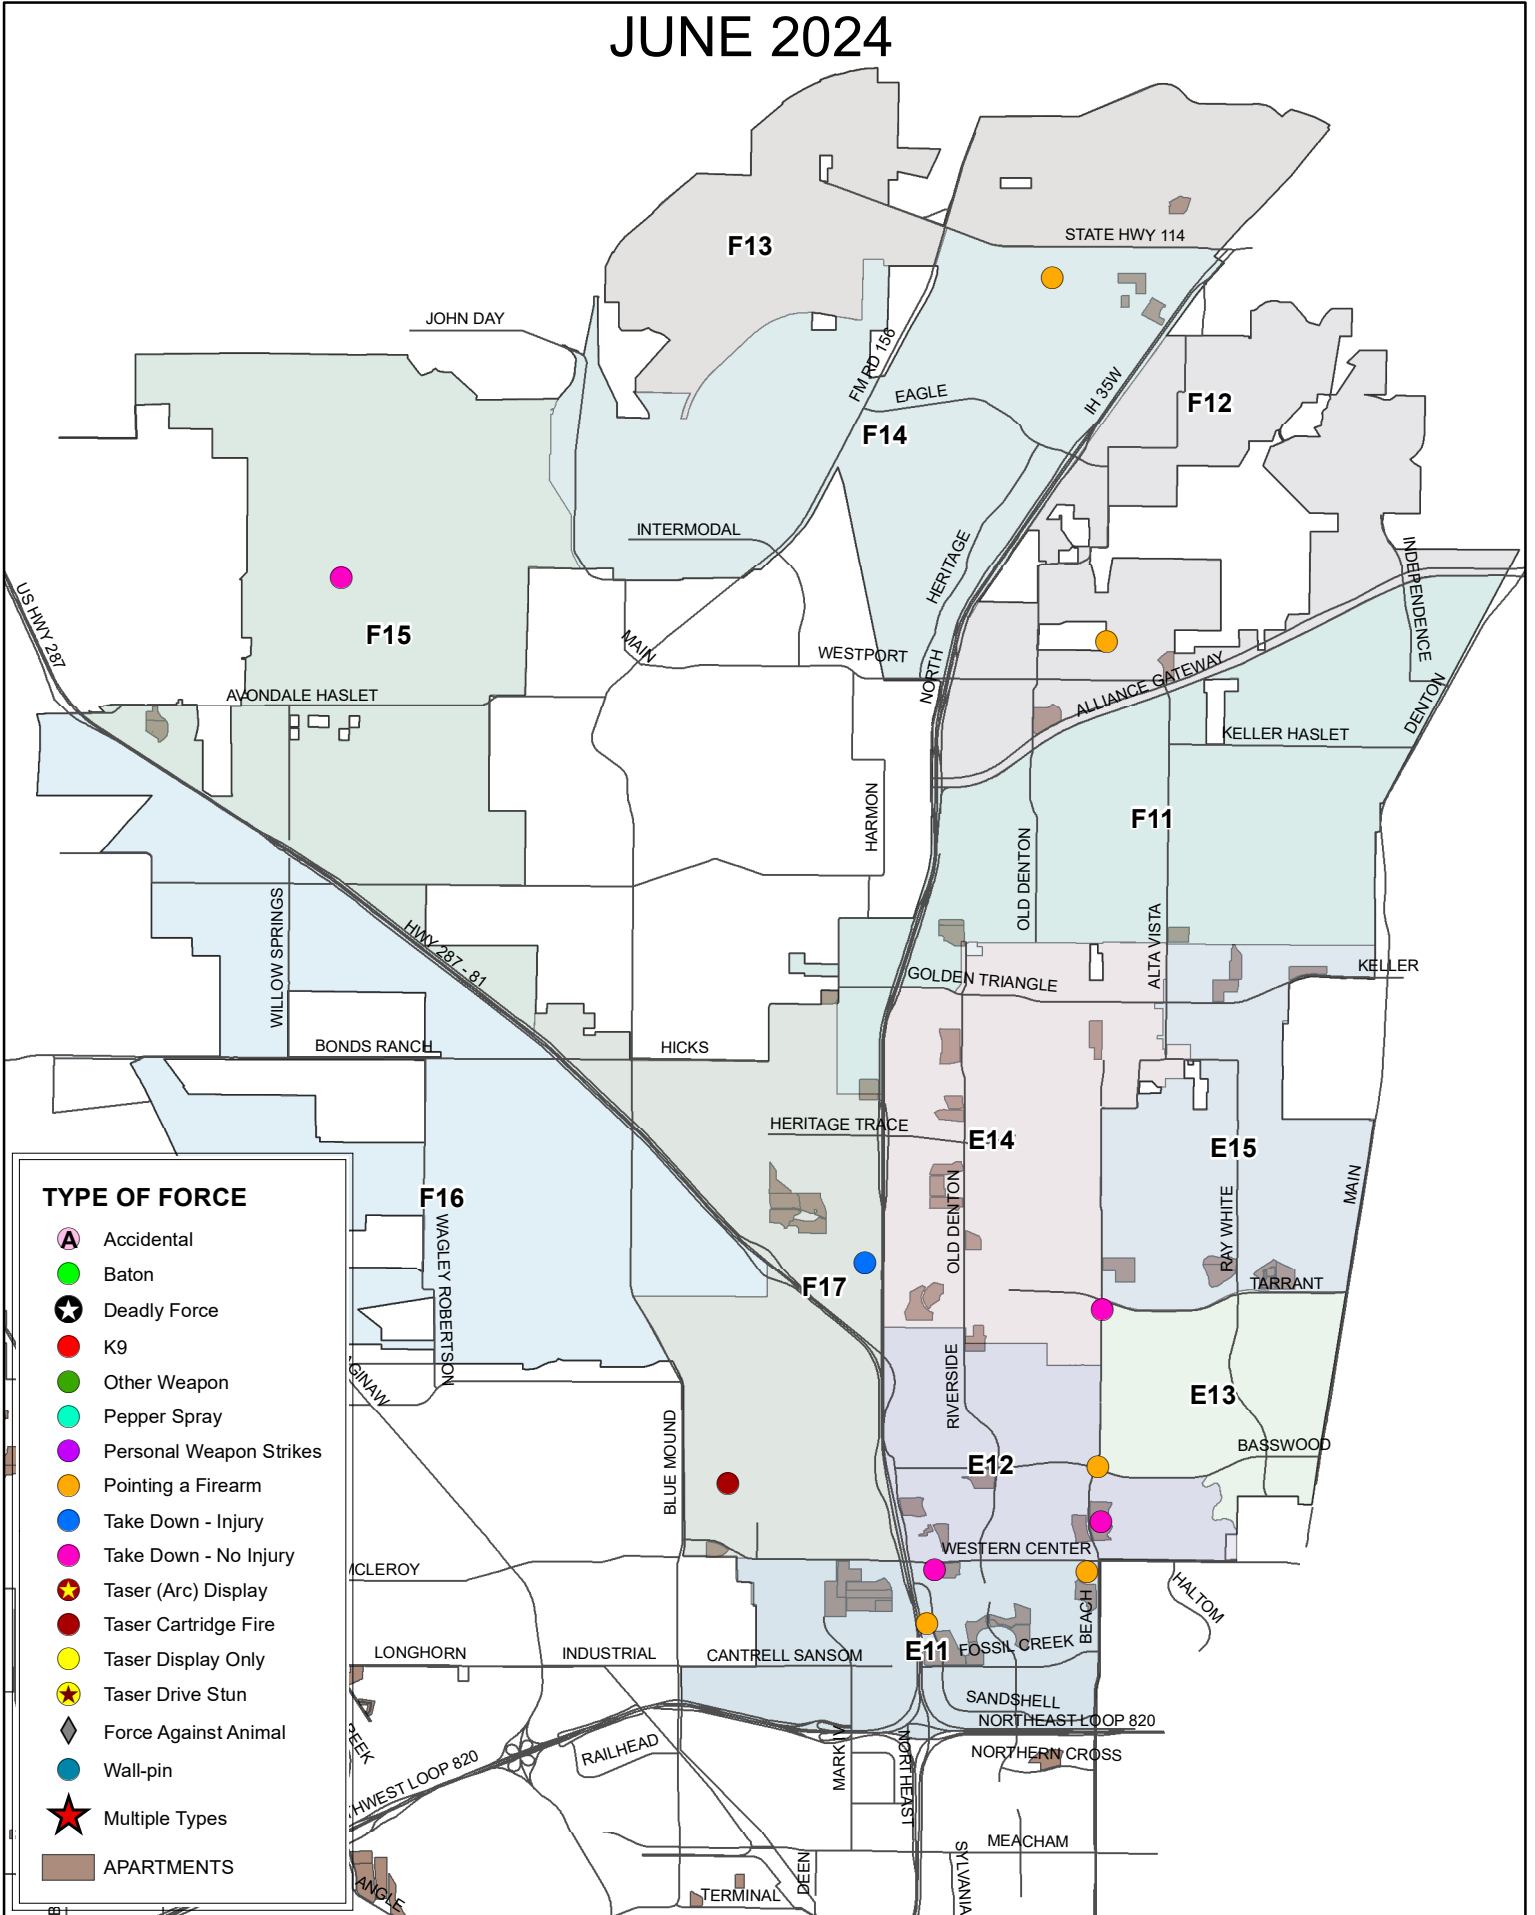 JUNE 2024
STATE HWY 114
F13
JOHN DAY
FM RD 156
EAGLE
IH 35W
F12
F14
INTERMODAL
HERITAGE
INDEPENDENCE
US HWY 287
F15
MAIN
WESTPORT
NORTH
ALLIANCE GATEWAY
AVONDALE HASLET
DENTON
KELLER HASLET
HARMON
F11
OLD DENTON
ALTA VISTA
WILLOW SPRINGS
HWY 287 - 81
GOLDEN TRIANGLE
KELLER
BONDS RANCH
HICKS
HERITAGE TRACE
E14
E15
MAIN
RAY WHITE
OLD DENTON
F16
WAGLEY ROBERTSON
F17
TARRANT
RIVERSIDE
E13
BASSWOOD
E12
BLUE MOUND
GINAW
WESTERN CENTER
MCLEROY
HALTOM
BEACH
LONGHORN
INDUSTRIAL
CANTRELL SANSOM
E11
FOSSIL CREEK
SANDSHELL
NORTHEAST LOOP 820
NORTHERN CROSS
RAILHEAD
MARK IV
NORTHEAST
REEK
THWEST LOOP 820
MEACHAM
SYLVANIA
DEEN
TERMINAL
ANGLE
B
TYPE OF FORCE
A Accidental
Baton
Deadly Force
K9
Other Weapon
Pepper Spray
Personal Weapon Strikes
Pointing a Firearm
Take Down - Injury
Take Down - No Injury
Taser (Arc) Display
Taser Cartridge Fire
Taser Display Only
Taser Drive Stun
Force Against Animal
Wall-pin
Multiple Types
APARTMENTS